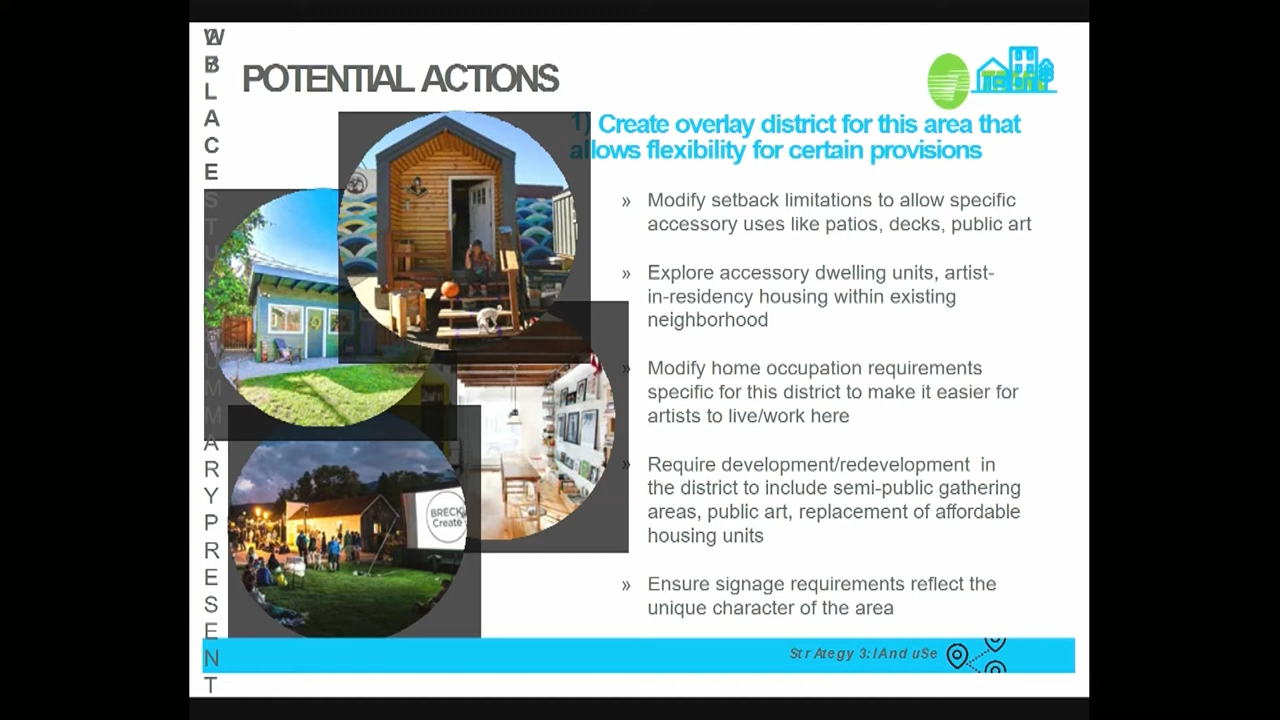 POTENTIAL ACTIONS
1) Create overlay district for this area that
allows flexibility for certain provisions
» Modify setback limitations to allow specific
accessory uses like patios, decks, public art
» Explore accessory dwelling units, artist-
in-residency housing within existing
neighborhood
» Modify home occupation requirements
specific for this district to make it easier for
artists to live/work here
» Require development/redevelopment in
the district to include semi-public gathering
areas, public art, replacement of affordable
housing units
» Ensure signage requirements reflect the
unique character of the area
BRECK
Create
StrAtegy 3:lAnd uSe